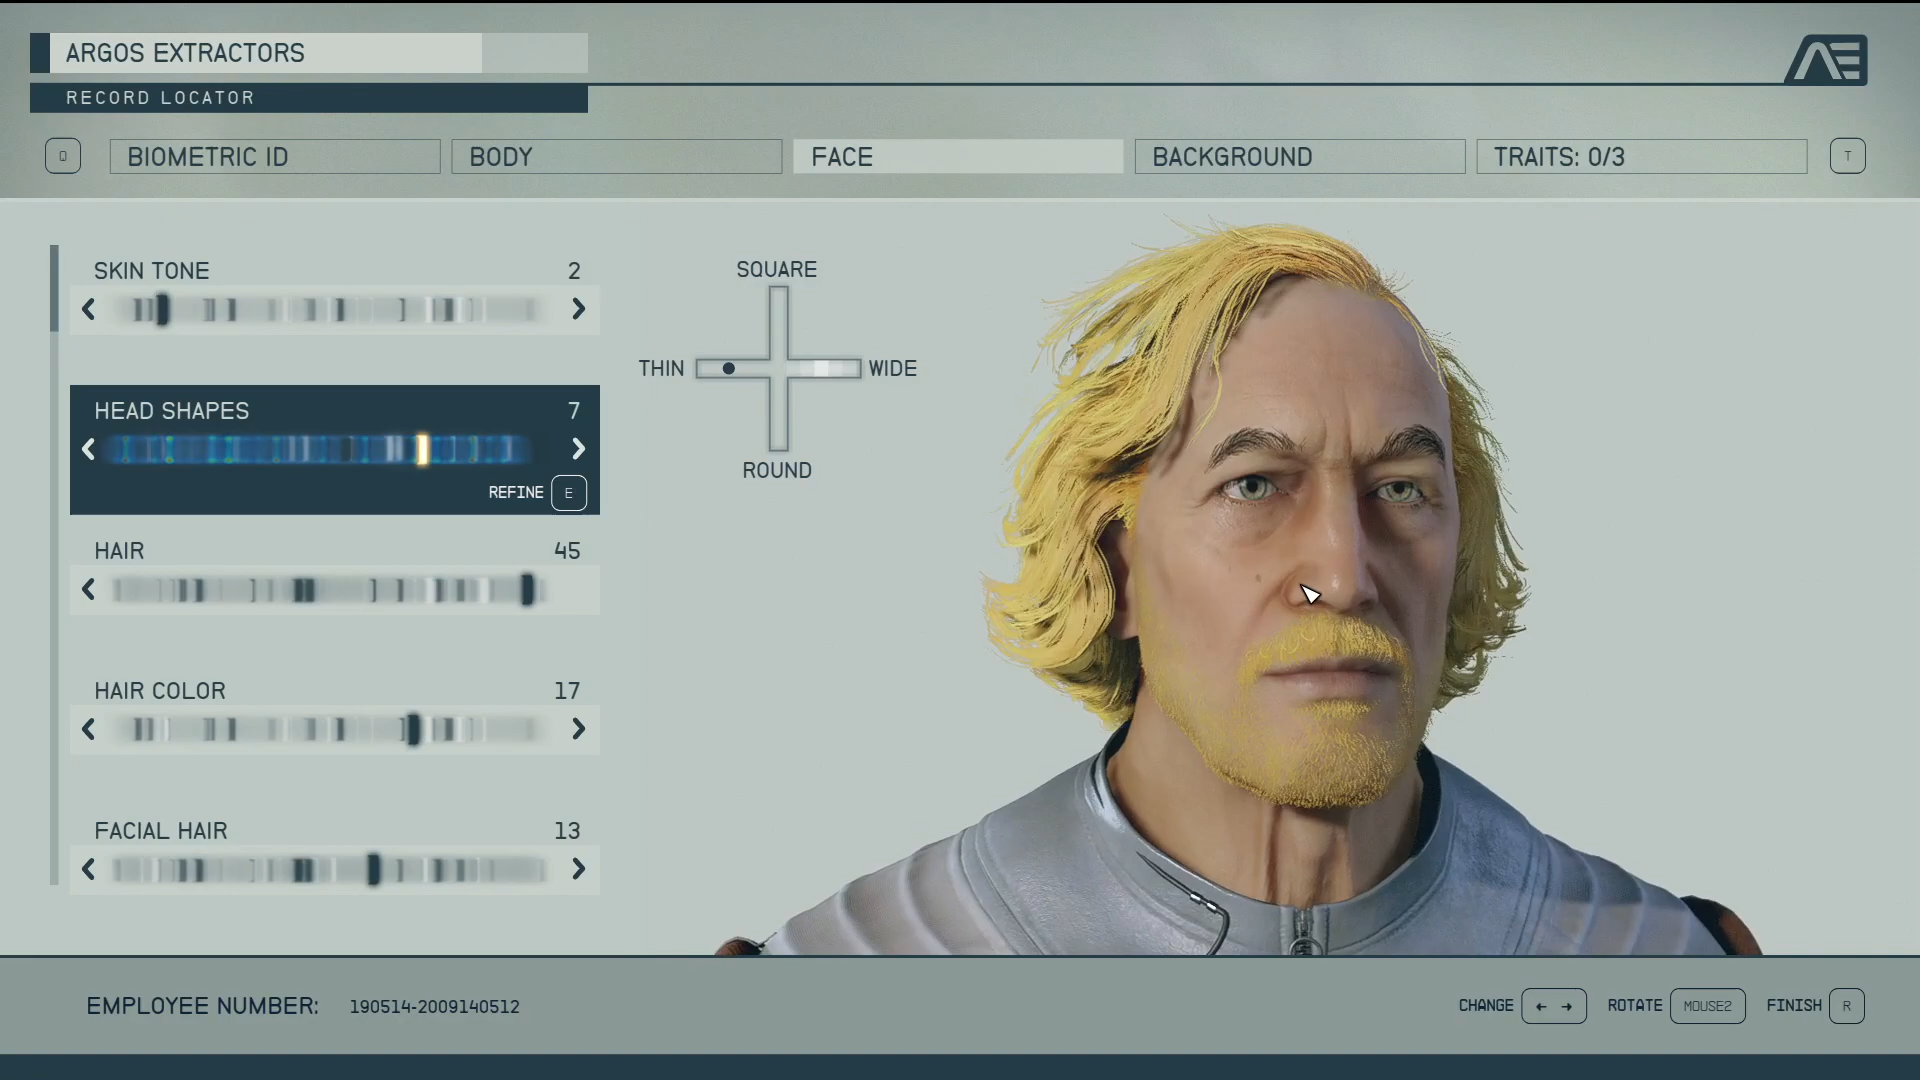 ARGOS EXTRACTORS
AE
RECORD LOCATOR
Q
BIOMETRIC ID
BODY
FACE
BACKGROUND
TRAITS: 0/3
T
SKIN TONE 2
HEAD SHAPES 7
REFINE E
HAIR 45
HAIR COLOR 17
FACIAL HAIR 13
SQUARE
THIN
WIDE
ROUND
EMPLOYEE NUMBER: 190514-2009140512
CHANGE ← → ROTATE MOUSE2 FINISH R